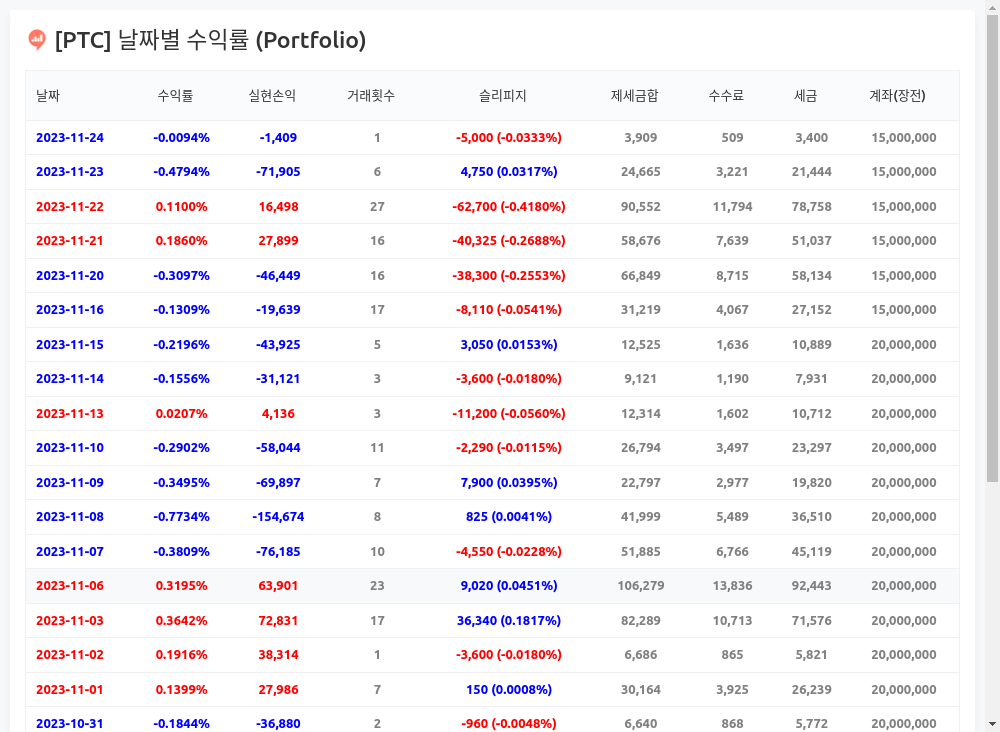 [PTC] 날짜별 수익률 (Portfolio)
날짜 수익률 실현손익 거래횟수 슬리피지 제세금합 수수료 세금 계좌(장전)
2023-11-24 -0.0094% -1,409 1 -5,000 (-0.0333%) 3,909 509 3,400 15,000,000
2023-11-23 -0.4794% -71,905 6 4,750 (0.0317%) 24,665 3,221 21,444 15,000,000
2023-11-22 0.1100% 16,498 27 -62,700 (-0.4180%) 90,552 11,794 78,758 15,000,000
2023-11-21 0.1860% 27,899 16 -40,325 (-0.2688%) 58,676 7,639 51,037 15,000,000
2023-11-20 -0.3097% -46,449 16 -38,300 (-0.2553%) 66,849 8,715 58,134 15,000,000
2023-11-16 -0.1309% -19,639 17 -8,110 (-0.0541%) 31,219 4,067 27,152 15,000,000
2023-11-15 -0.2196% -43,925 5 3,050 (0.0153%) 12,525 1,636 10,889 20,000,000
2023-11-14 -0.1556% -31,121 3 -3,600 (-0.0180%) 9,121 1,190 7,931 20,000,000
2023-11-13 0.0207% 4,136 3 -11,200 (-0.0560%) 12,314 1,602 10,712 20,000,000
2023-11-10 -0.2902% -58,044 11 -2,290 (-0.0115%) 26,794 3,497 23,297 20,000,000
2023-11-09 -0.3495% -69,897 7 7,900 (0.0395%) 22,797 2,977 19,820 20,000,000
2023-11-08 -0.7734% -154,674 8 825 (0.0041%) 41,999 5,489 36,510 20,000,000
2023-11-07 -0.3809% -76,185 10 -4,550 (-0.0228%) 51,885 6,766 45,119 20,000,000
2023-11-06 0.3195% 63,901 23 9,020 (0.0451%) 106,279 13,836 92,443 20,000,000
2023-11-03 0.3642% 72,831 17 36,340 (0.1817%) 82,289 10,713 71,576 20,000,000
2023-11-02 0.1916% 38,314 1 -3,600 (-0.0180%) 6,686 865 5,821 20,000,000
2023-11-01 0.1399% 27,986 7 150 (0.0008%) 30,164 3,925 26,239 20,000,000
2023-10-31 -0.1844% -36,880 2 -960 (-0.0048%) 6,640 868 5,772 20,000,000